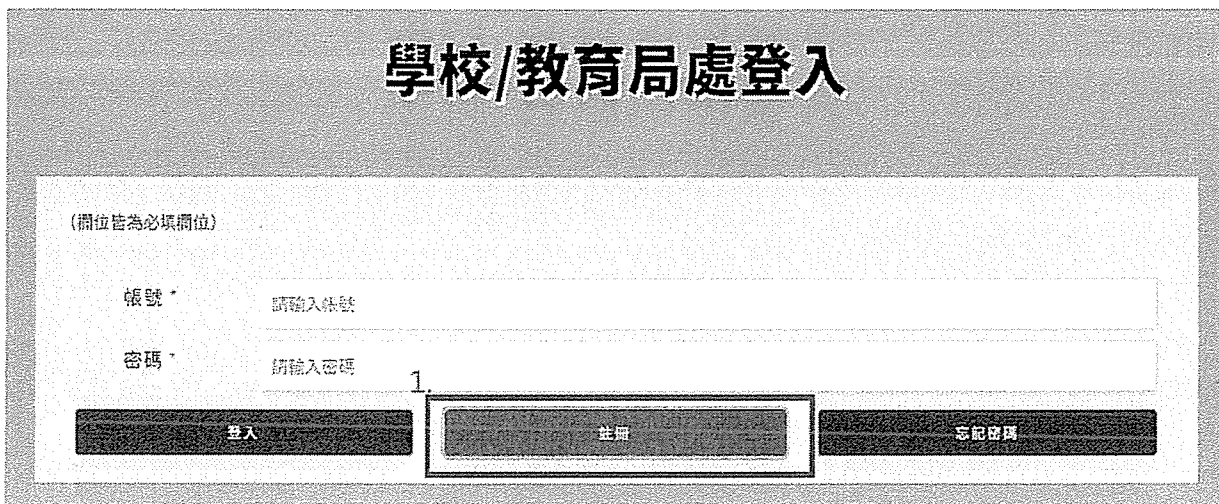 學校/教育局處登入
(欄位皆為必填欄位)
帳號 *
請輸入帳號
密碼 *
請輸入密碼
1.
登入
註冊
忘記密碼